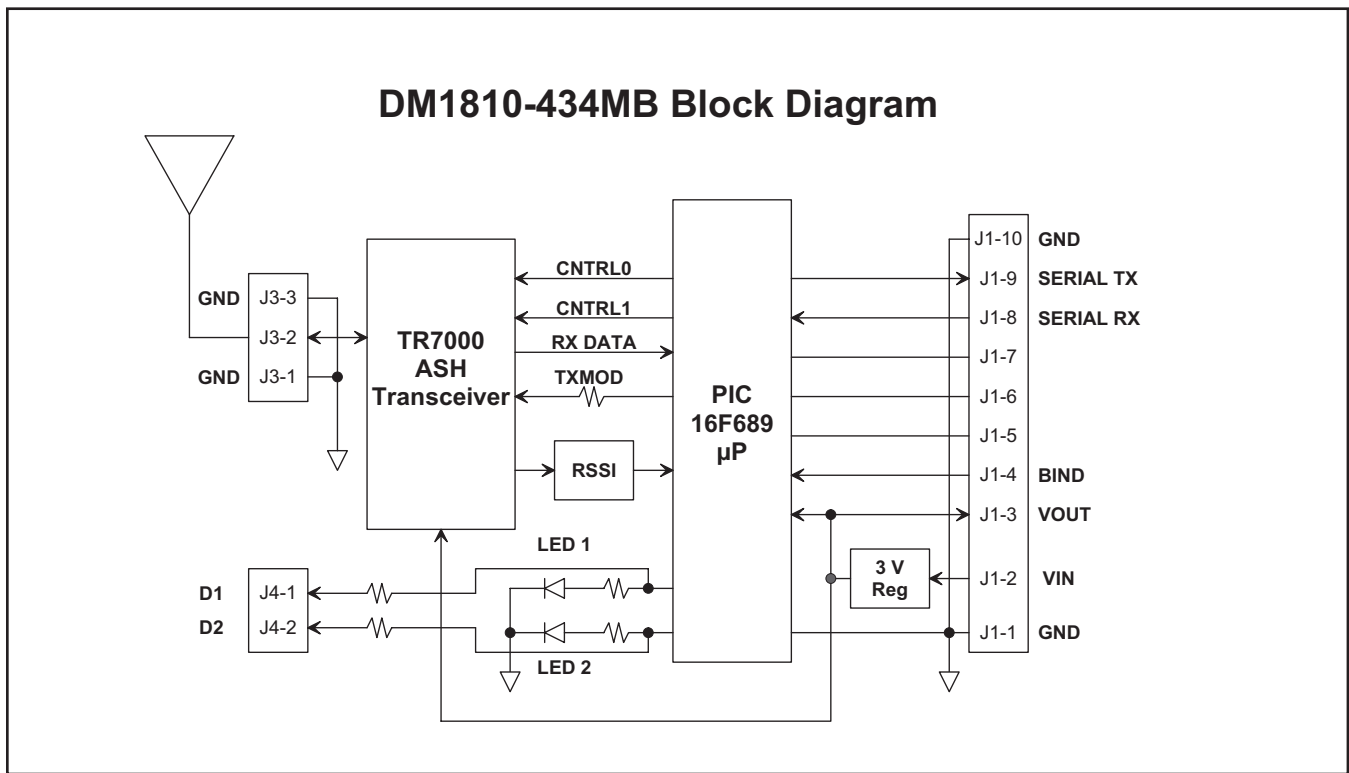 DM1810-434MB Block Diagram
GND
J3-3
J3-2
GND
J3-1
TR7000
ASH
Transceiver
CNTRL0
CNTRL1
RX DATA
TXMOD
RSSI
PIC
16F689
µP
J1-10 GND
J1-9 SERIAL TX
J1-8 SERIAL RX
J1-7
J1-6
J1-5
J1-4 BIND
J1-3 VOUT
3 V
Reg
J1-2 VIN
J1-1 GND
LED 1
D1 J4-1
D2 J4-2
LED 2